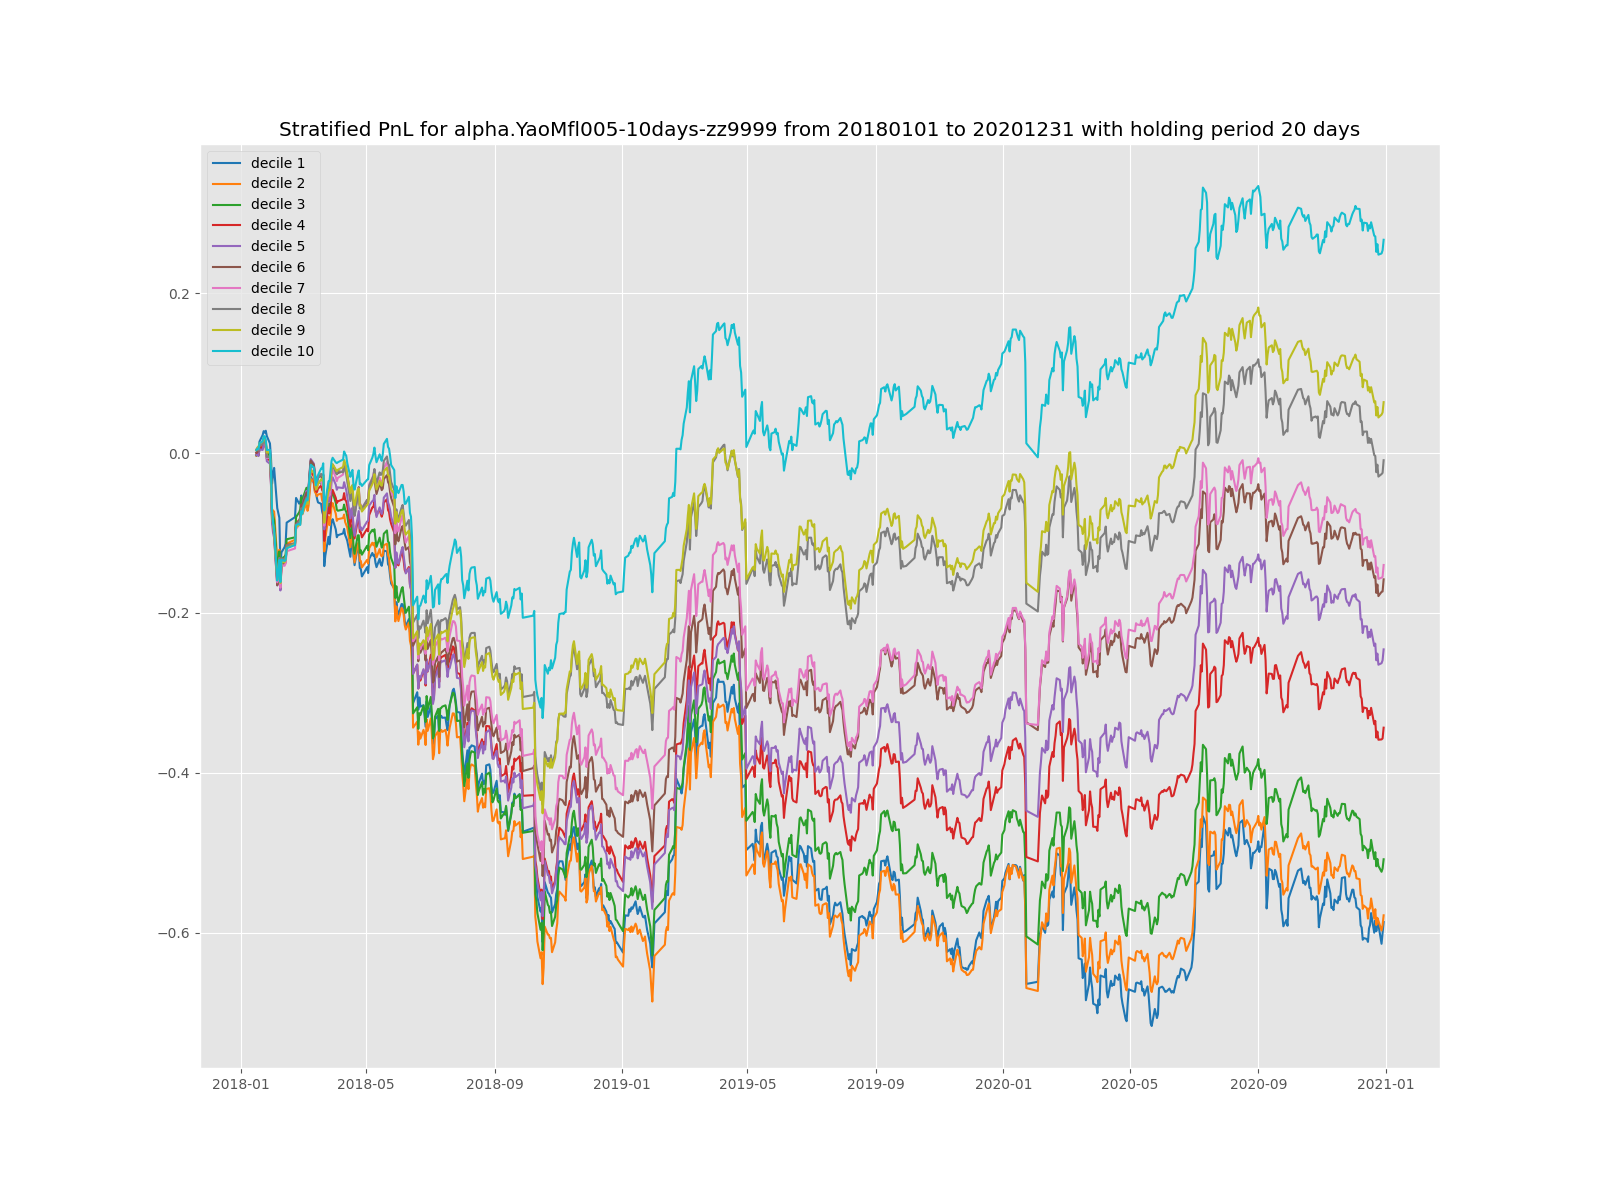 Stratified PnL for alpha.YaoMfl005-10days-zz9999 from 20180101 to 20201231 with holding period 20 days
decile 1
decile 2
decile 3
decile 4
decile 5
decile 6
decile 7
decile 8
decile 9
decile 10
0.2
0.0
−0.2
−0.4
−0.6
2018-01 2018-05 2018-09 2019-01 2019-05 2019-09 2020-01 2020-05 2020-09 2021-01